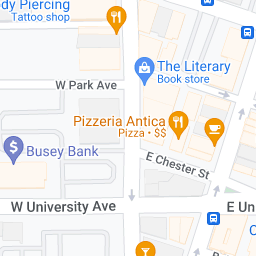 dy Piercing
Tattoo shop
The Literary
Book store
W Park Ave
Pizzeria Antica
Pizza • $$
E Chester St
Busey Bank
W University Ave
E Un